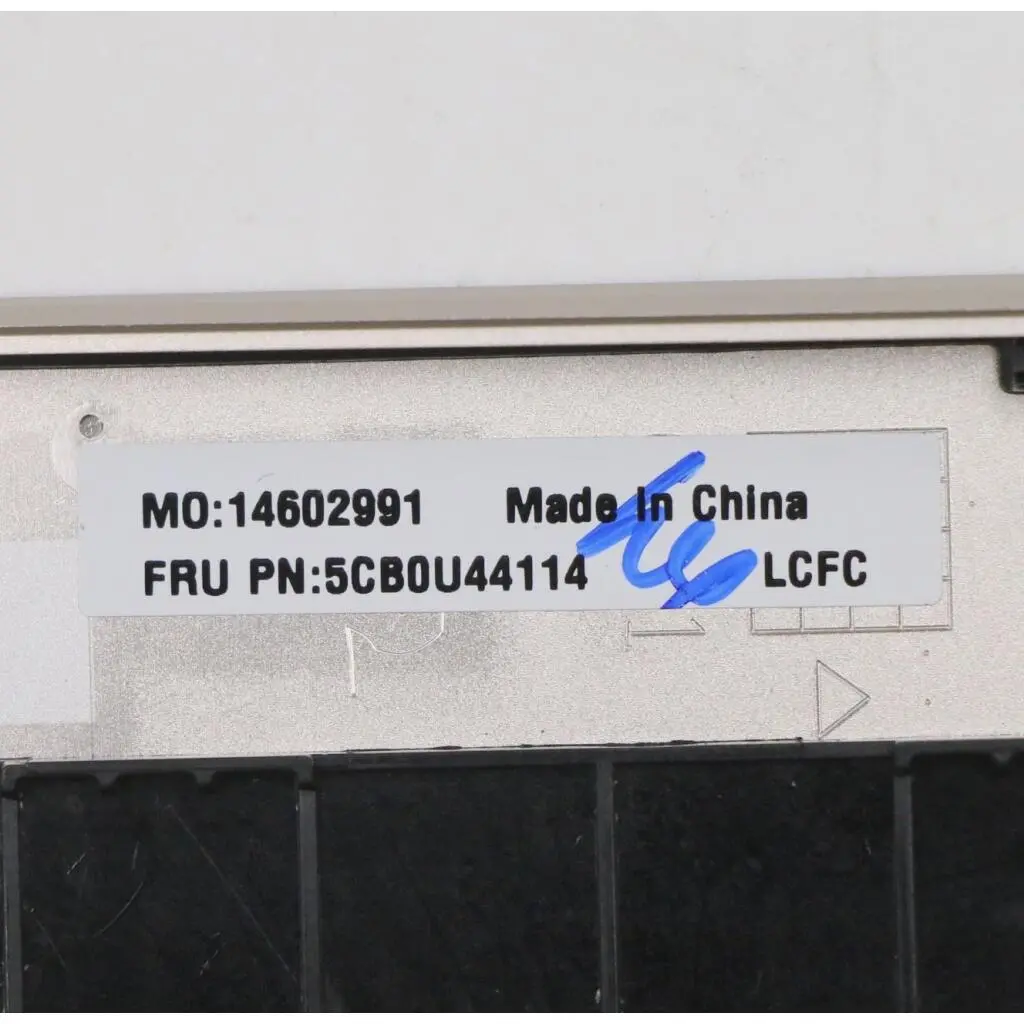 MO:14602991 Made In China
FRU PN:5CB0U44114 LCFC